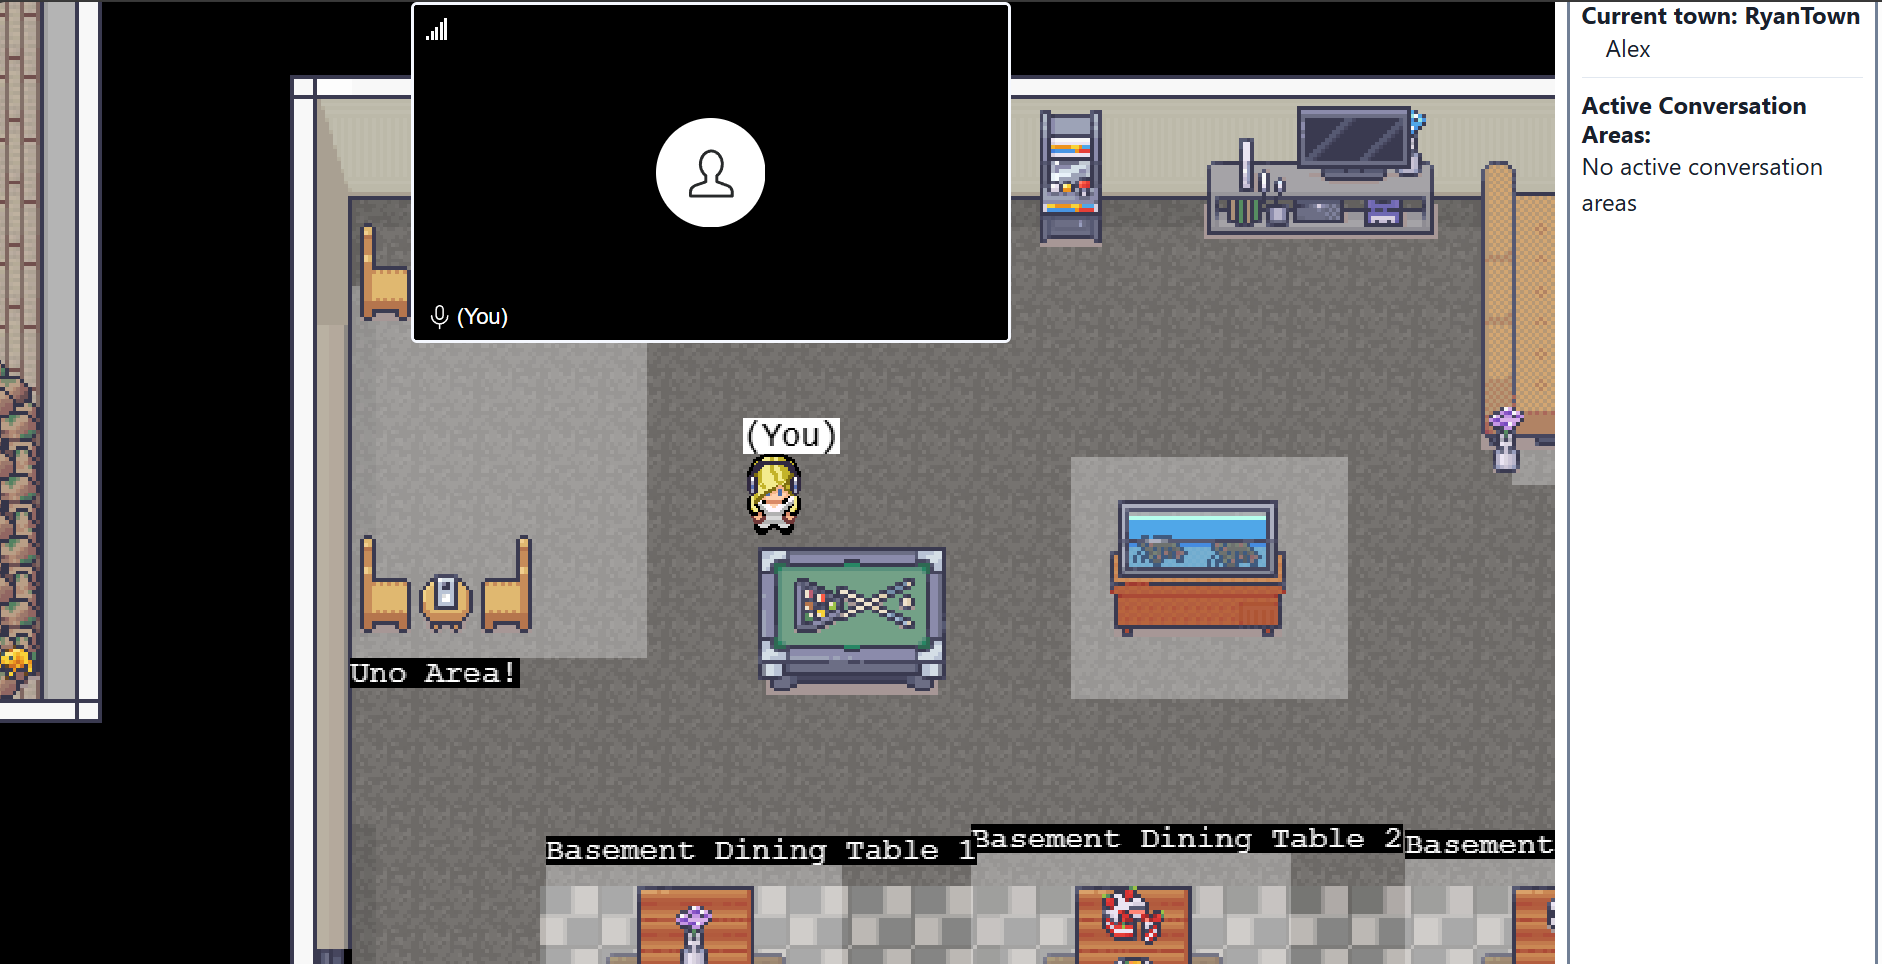 Current town: RyanTown
Alex
Active Conversation
Areas:
No active conversation
areas
(You)
(You)
Uno Area!
Basement Dining Table 1
Basement Dining Table 2
Basement